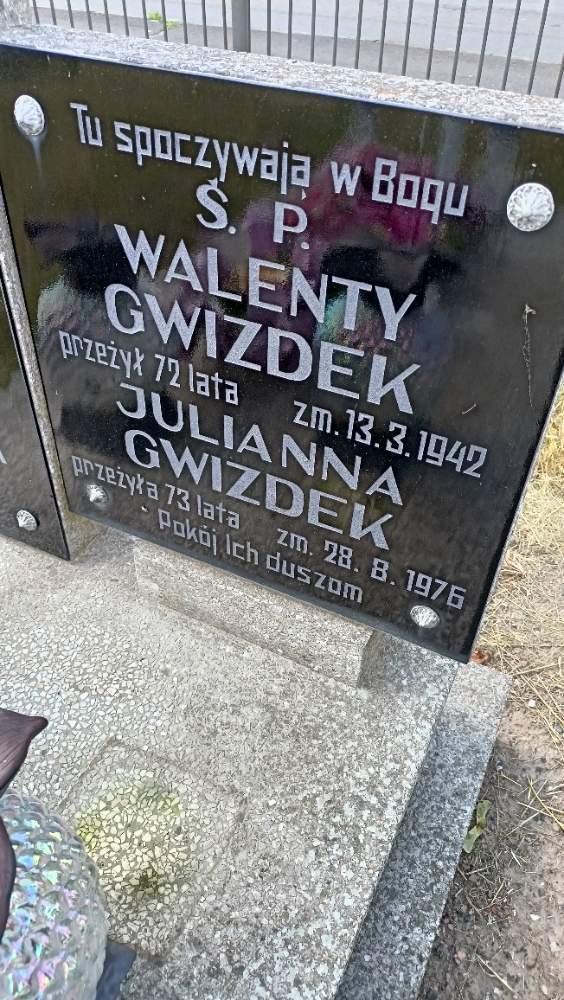 Tu spoczywają w Bogu
Ś. P.
WALENTY
GWIZDEK
przeżył 72 lata zm. 13.3.1942
JULIANNA
GWIZDEK
przeżyła 73 lata zm. 28.8.1976
Pokój Ich duszom